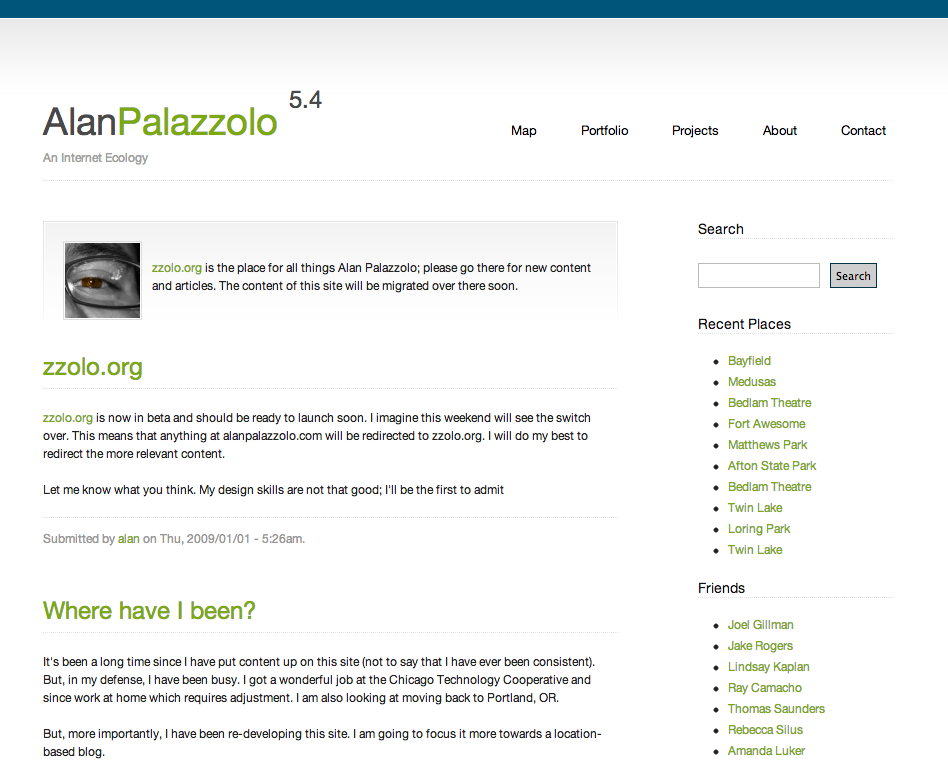 AlanPalazzolo 5.4
An Internet Ecology
Map Portfolio Projects About Contact
zzolo.org is the place for all things Alan Palazzolo; please go there for new content
and articles. The content of this site will be migrated over there soon.
zzolo.org
zzolo.org is now in beta and should be ready to launch soon. I imagine this weekend will see the switch
over. This means that anything at alanpalazzolo.com will be redirected to zzolo.org. I will do my best to
redirect the more relevant content.
Let me know what you think. My design skills are not that good; I'll be the first to admit
Submitted by alan on Thu, 2009/01/01 - 5:26am.
Where have I been?
It's been a long time since I have put content up on this site (not to say that I have ever been consistent).
But, in my defense, I have been busy. I got a wonderful job at the Chicago Technology Cooperative and
since work at home which requires adjustment. I am also looking at moving back to Portland, OR.
But, more importantly, I have been re-developing this site. I am going to focus it more towards a location-
based blog.
Search
Search
Recent Places
Bayfield
Medusas
Bedlam Theatre
Fort Awesome
Matthews Park
Afton State Park
Bedlam Theatre
Twin Lake
Loring Park
Twin Lake
Friends
Joel Gillman
Jake Rogers
Lindsay Kaplan
Ray Camacho
Thomas Saunders
Rebecca Silus
Amanda Luker